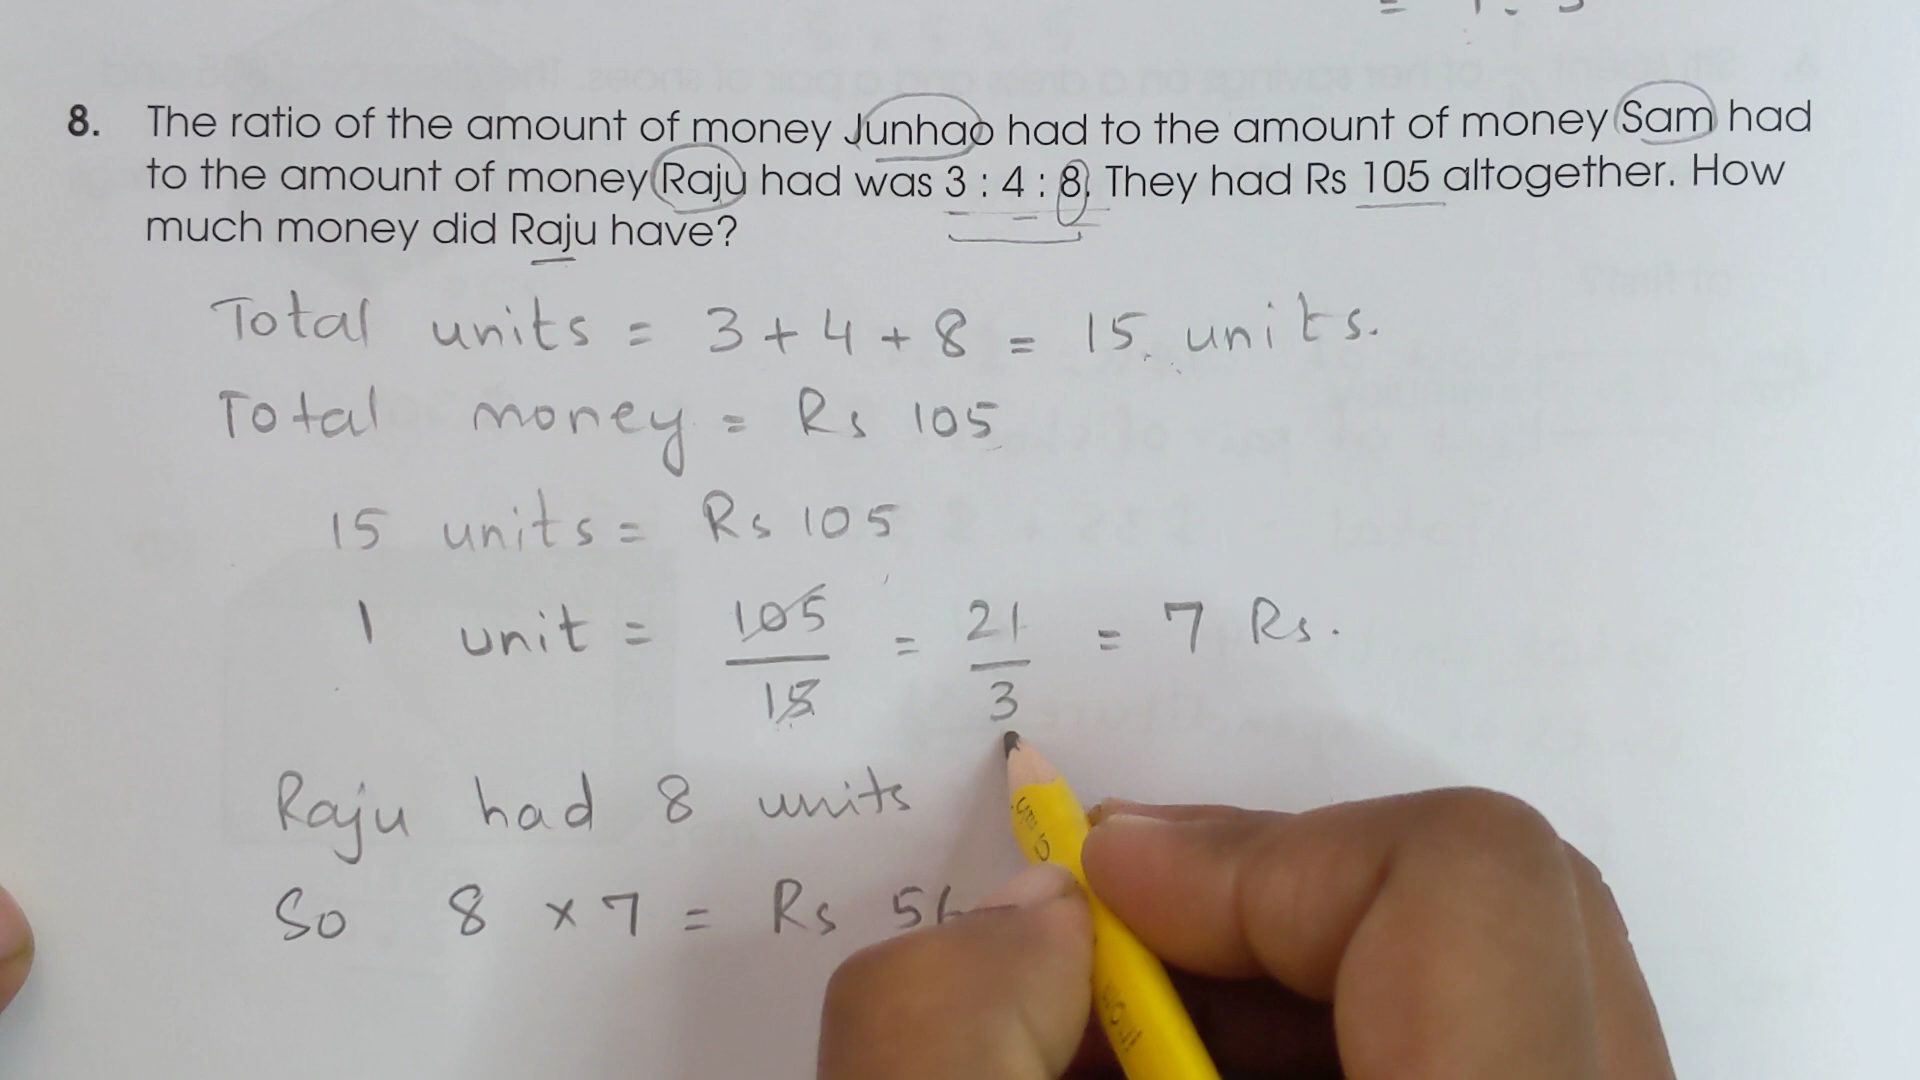 8. The ratio of the amount of money Junhao had to the amount of money Sam had
to the amount of money Raju had was 3 : 4 : 8. They had Rs 105 altogether. How
much money did Raju have?
Total units = 3 + 4 + 8 = 15 units.
Total money = Rs 105
15 units = Rs 105
1 unit = 105/15 = 21/3 = 7 Rs.
Raju had 8 units
So 8 × 7 = Rs 56